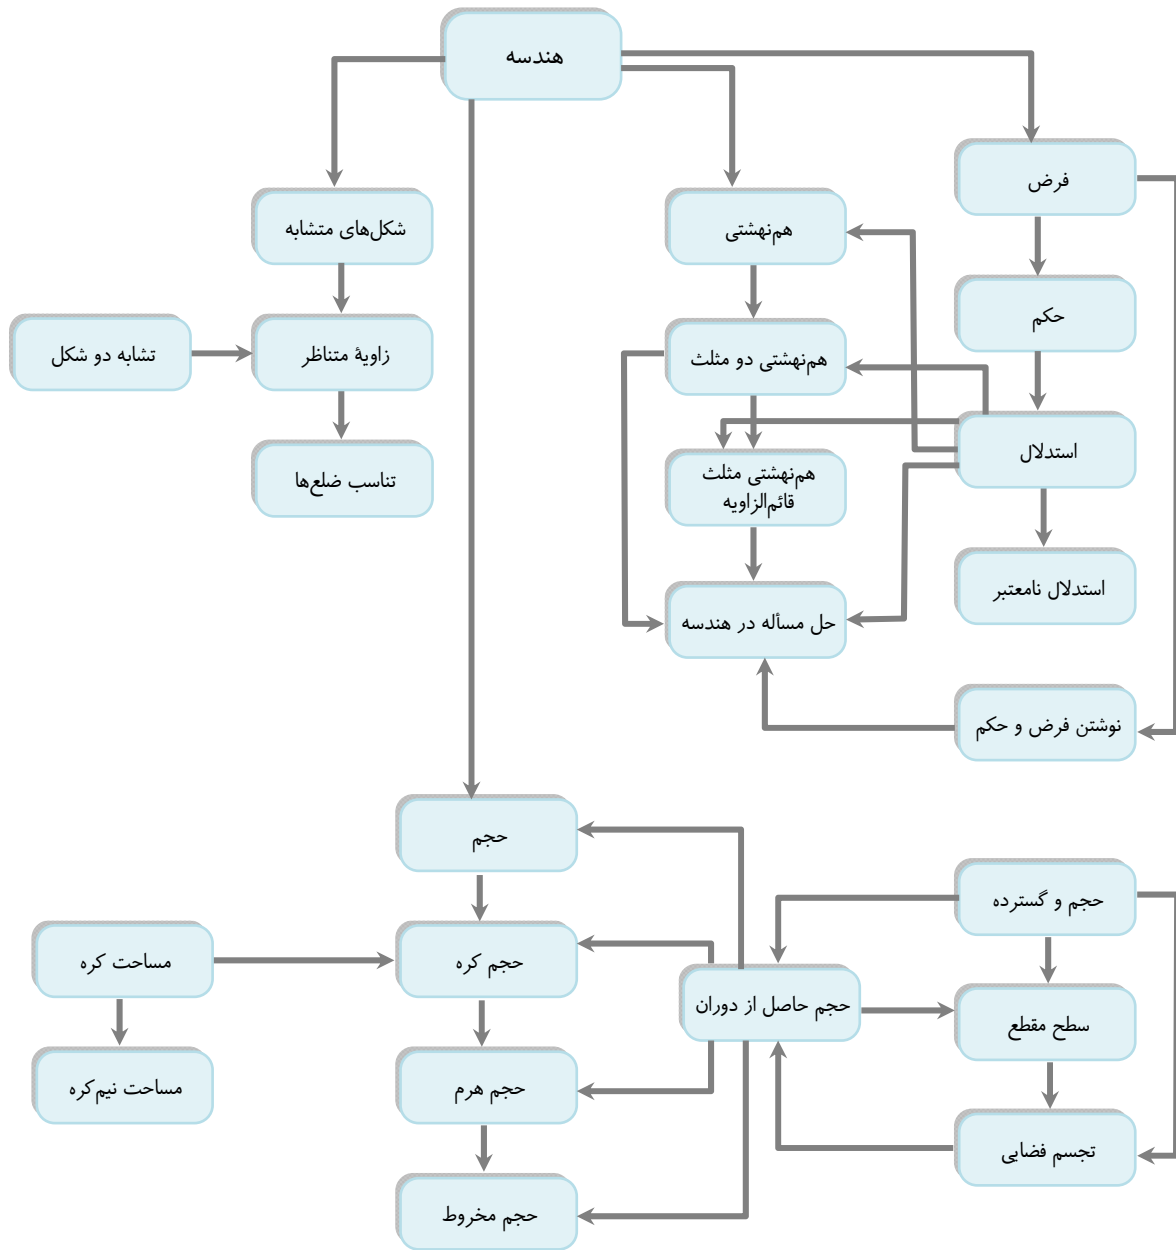 هندسه
فرض
هم‌نهشتی
شکل‌های متشابه
حکم
هم‌نهشتی دو مثلث
زاویهٔ متناظر
تشابه دو شکل
استدلال
هم‌نهشتی مثلث
قائم‌الزاویه
تناسب ضلع‌ها
استدلال نامعتبر
حل مسأله در هندسه
نوشتن فرض و حکم
حجم
حجم و گسترده
حجم کره
مساحت کره
حجم حاصل از دوران
سطح مقطع
حجم هرم
مساحت نیم‌کره
تجسم فضایی
حجم مخروط